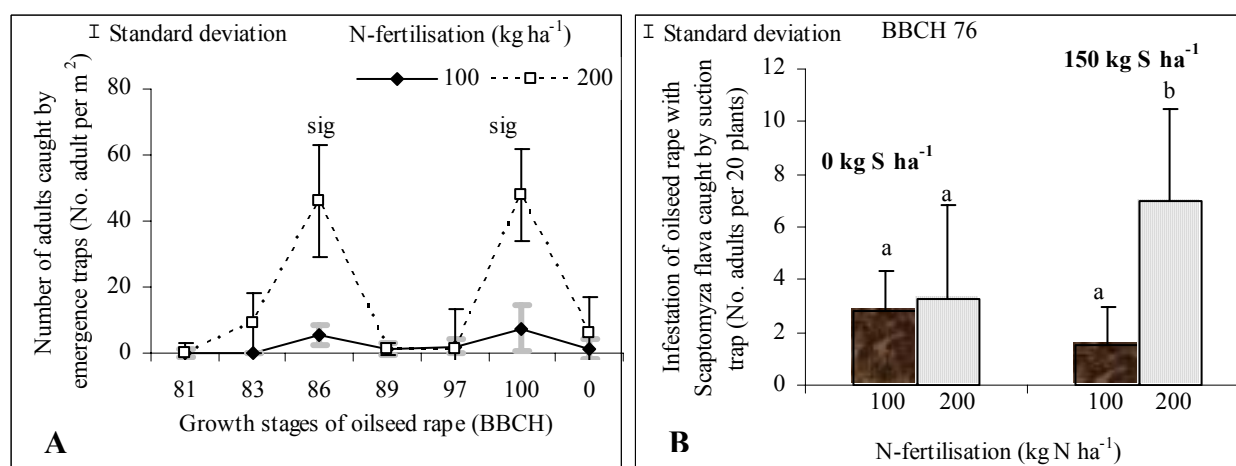 I Standard deviation
N-fertilisation (kg ha⁻¹)
100
200
Number of adults caught by
emergence traps (No. adult per m²)
80
60
40
20
0
sig
sig
81 83 86 89 97 100 0
Growth stages of oilseed rape (BBCH)
A
I Standard deviation
BBCH 76
Infestation of oilseed rape with
Scaptomyza flava caught by suction
trap (No. adults per 20 plants)
12
10
8
6
4
2
0
0 kg S ha⁻¹
150 kg S ha⁻¹
a
a
a
b
100 200 100 200
N-fertilisation (kg N ha⁻¹)
B